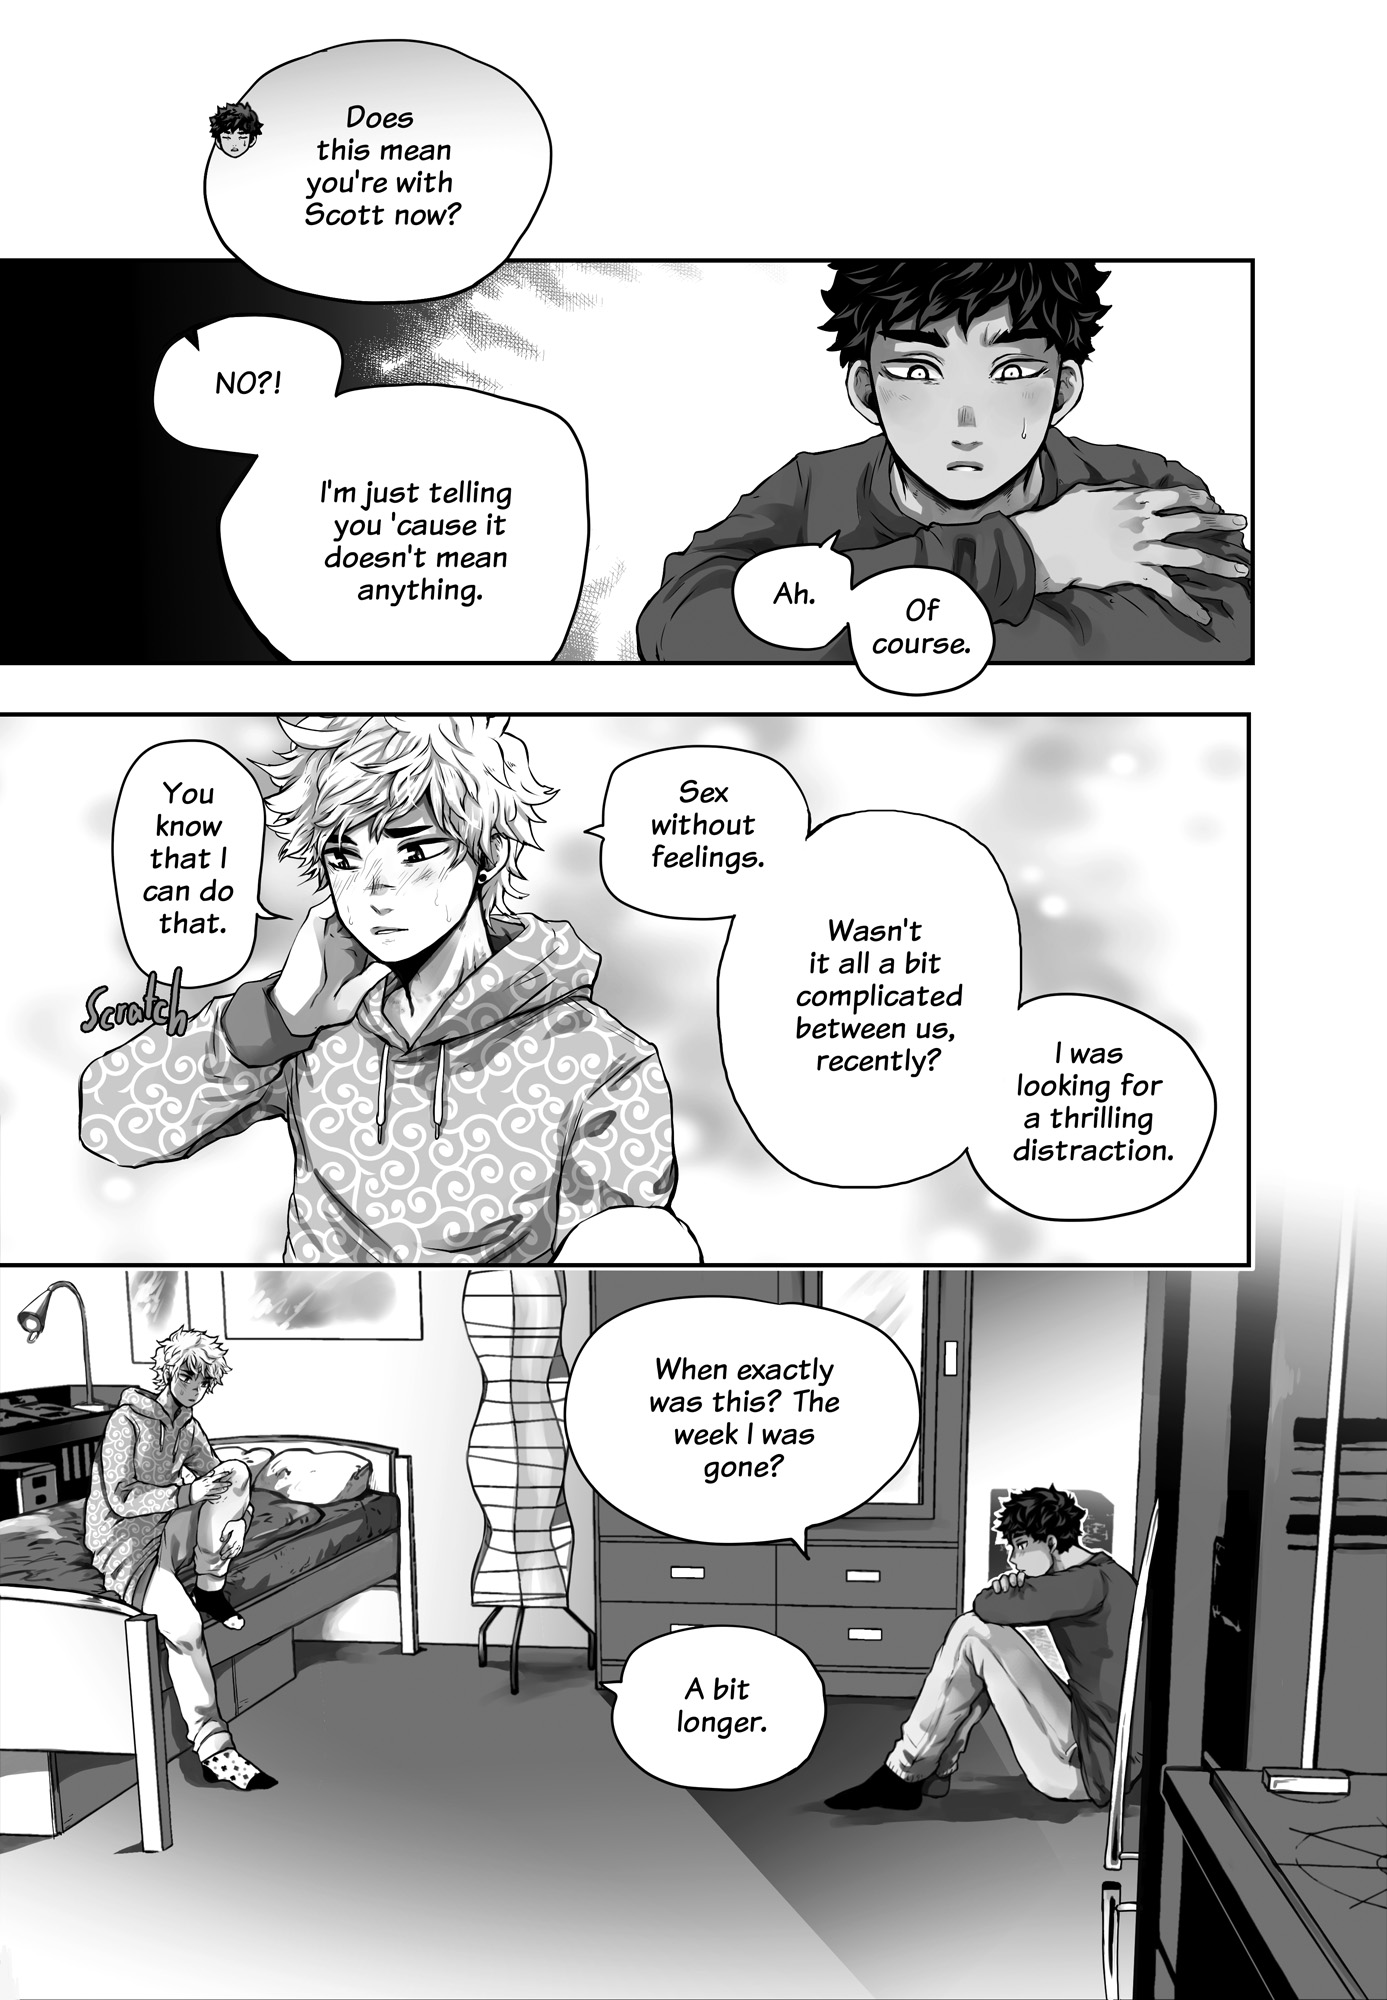 Does
this mean
you're with
Scott now?
NO?!
I'm just telling
you 'cause it
doesn't mean
anything.
Ah.
Of
course.
You
know
that I
can do
that.
Scratch
Sex
without
feelings.
Wasn't
it all a bit
complicated
between us,
recently?
I was
looking for
a thrilling
distraction.
When exactly
was this? The
week I was
gone?
A bit
longer.